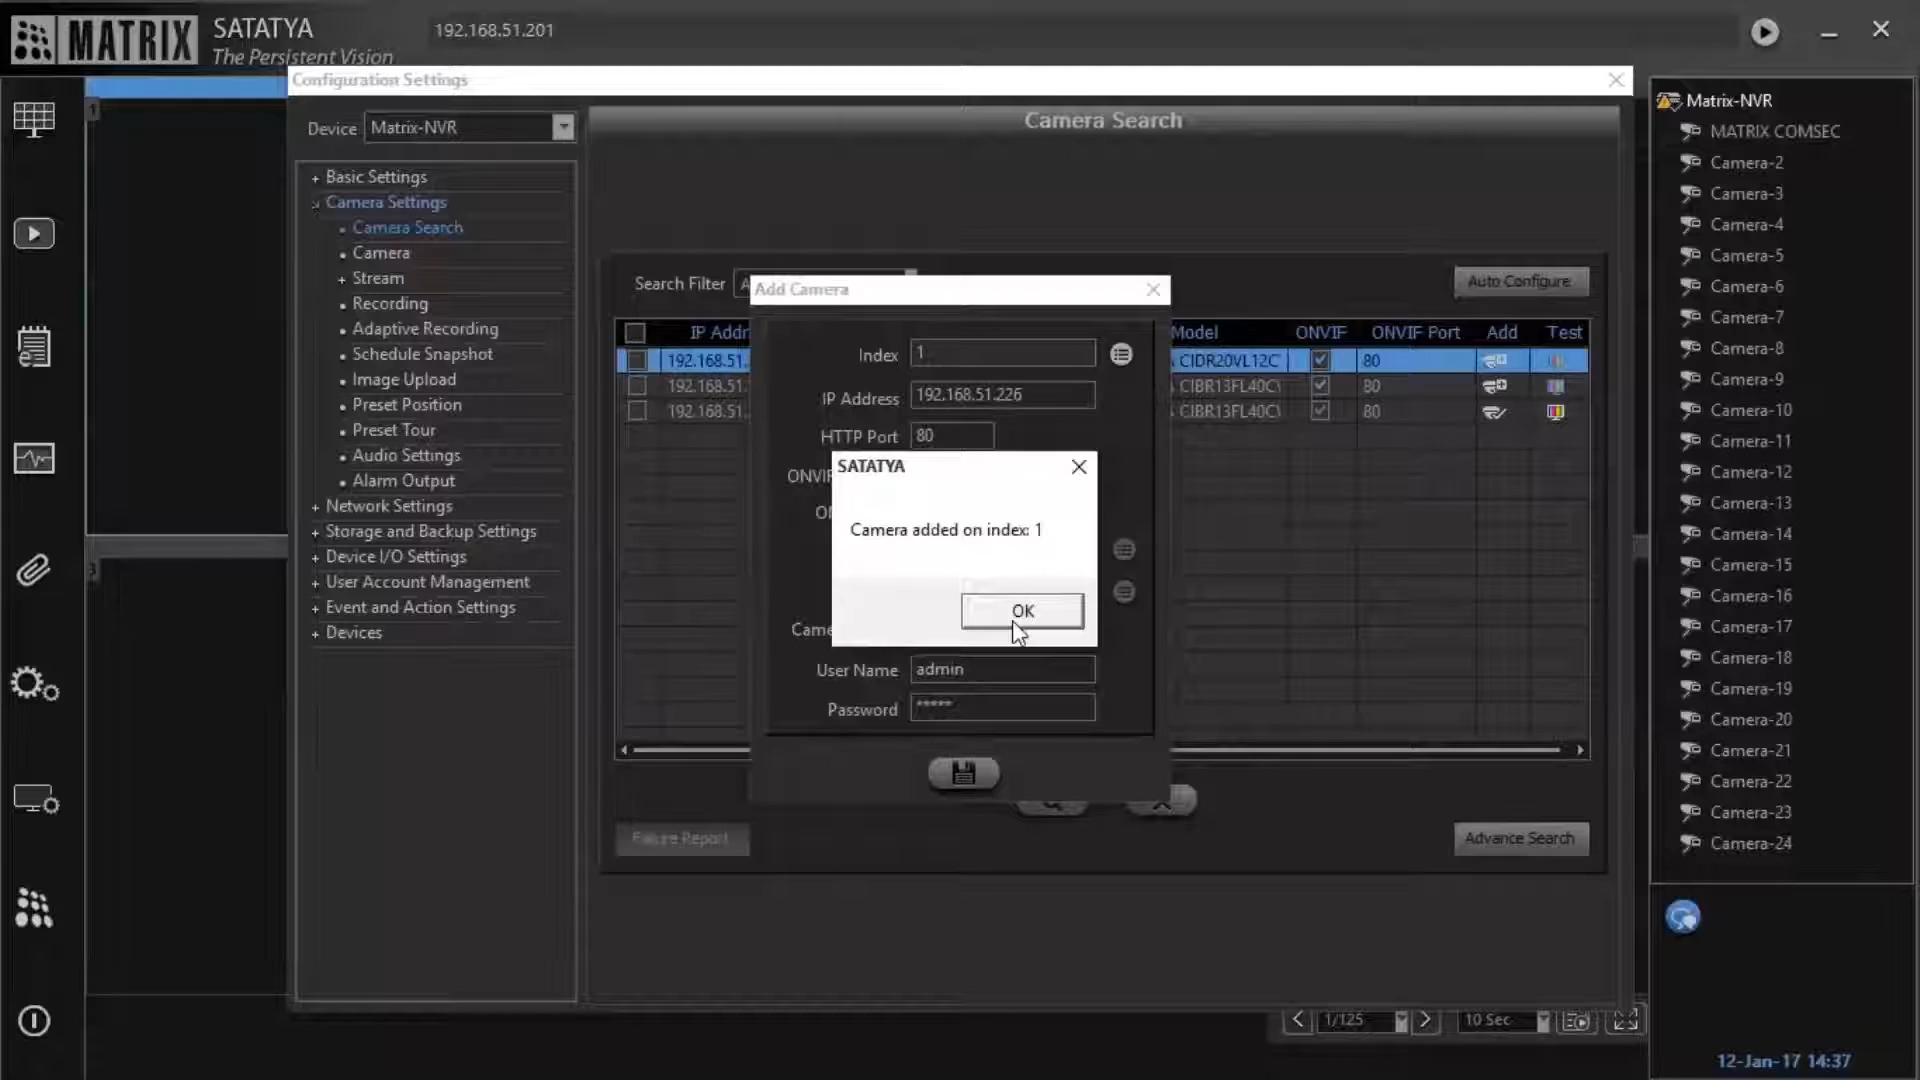 MATRIX
SATATYA
The Persistent Vision
192.168.51.201
Configuration Settings
Device Matrix-NVR
+ Basic Settings
Camera Settings
Camera Search
Camera
+ Stream
Recording
Adaptive Recording
Schedule Snapshot
Image Upload
Preset Position
Preset Tour
Audio Settings
Alarm Output
+ Network Settings
+ Storage and Backup Settings
+ Device I/O Settings
+ User Account Management
+ Event and Action Settings
+ Devices
Camera Search
Search Filter A
Auto Configure
IP Addr Model ONVIF ONVIF Port Add Test
192.168.51. CIDR20VL12C 80
192.168.51. CIBR13FL40C 80
192.168.51. CIBR13FL40C 80
Add Camera
Index 1
IP Address 192.168.51.226
HTTP Port 80
ONVIF
Came
User Name admin
Password *****
SATATYA
Camera added on index: 1
OK
Failure Report
Advance Search
1/125
10 Sec
Matrix-NVR
MATRIX COMSEC
Camera-2
Camera-3
Camera-4
Camera-5
Camera-6
Camera-7
Camera-8
Camera-9
Camera-10
Camera-11
Camera-12
Camera-13
Camera-14
Camera-15
Camera-16
Camera-17
Camera-18
Camera-19
Camera-20
Camera-21
Camera-22
Camera-23
Camera-24
12-Jan-17 14:37